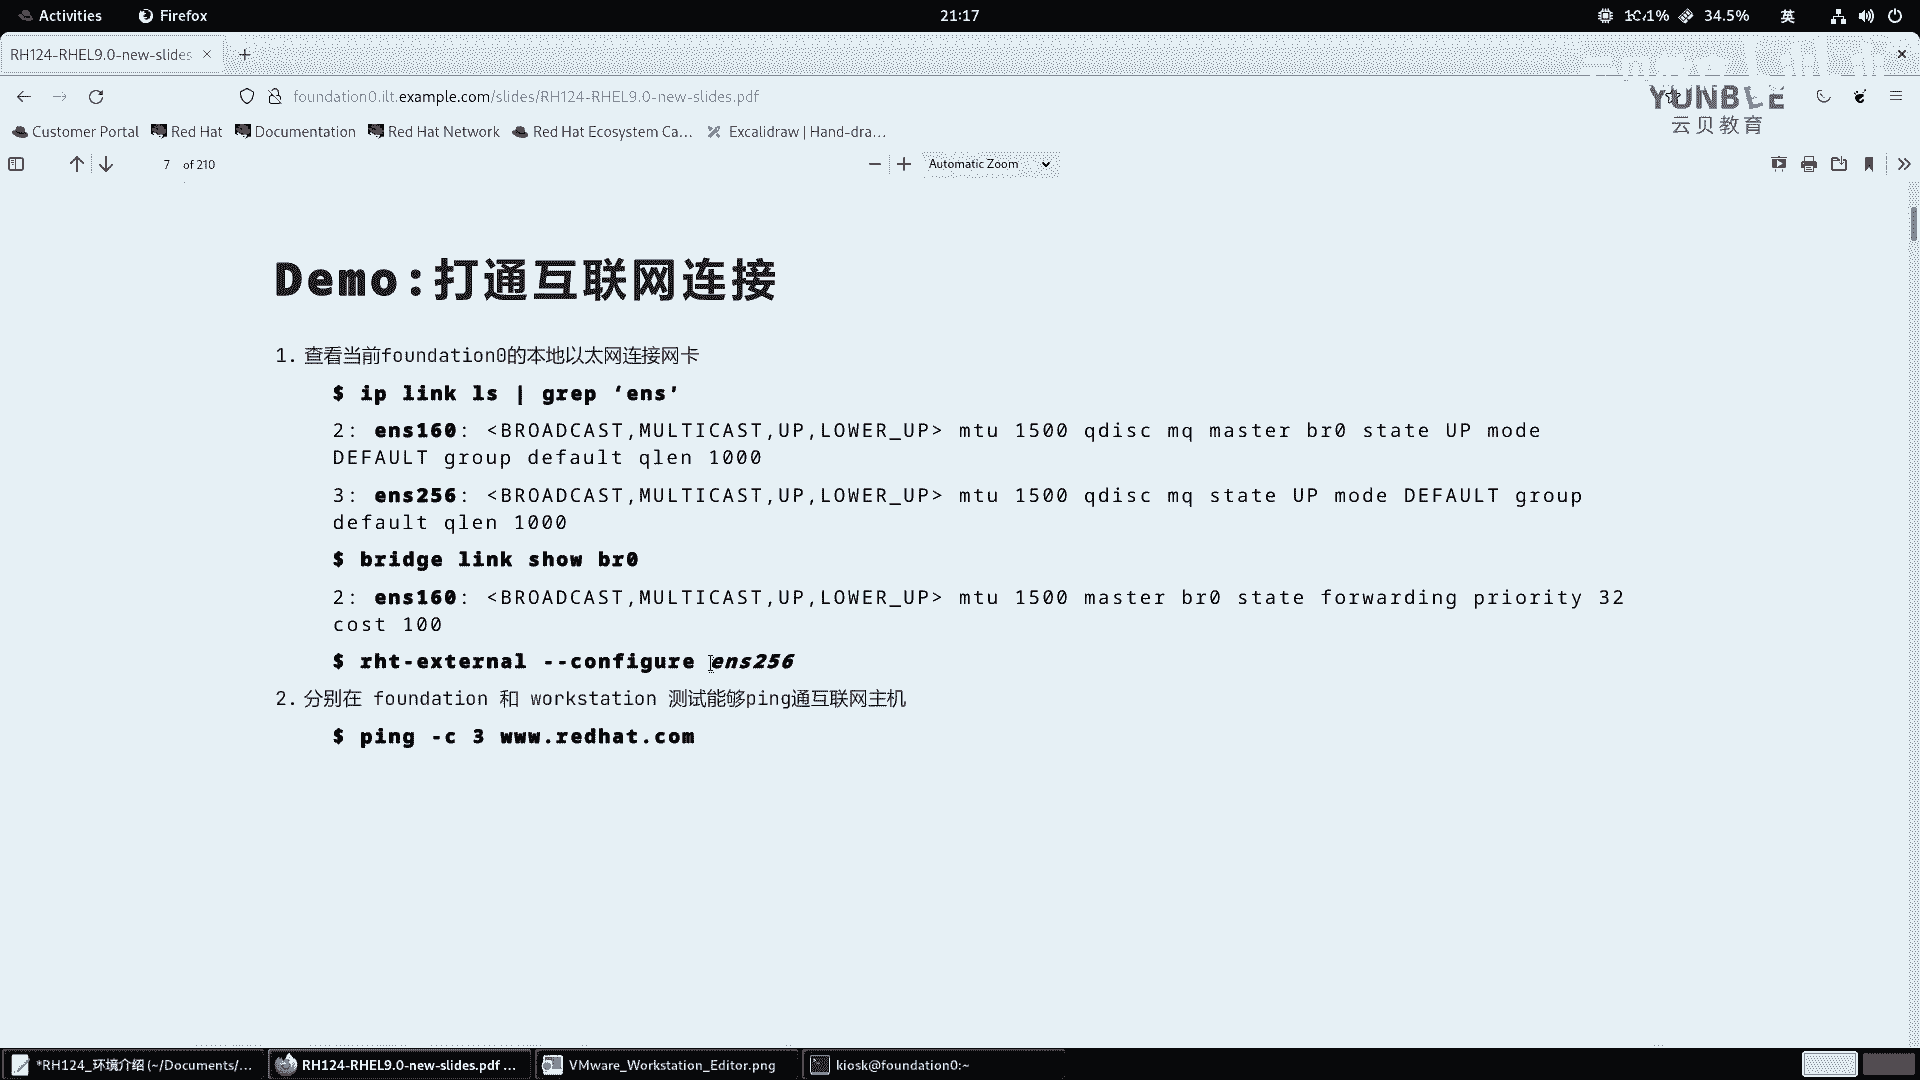 Activities
Firefox
21:17
34.5%
英
RH124-RHEL9.0-new-slides
foundation0.ilt.example.com/slides/RH124-RHEL9.0-new-slides.pdf
YUNBEE
云贝教育
Customer Portal
Red Hat
Documentation
Red Hat Network
Red Hat Ecosystem Ca...
Excalidraw | Hand-dra...
7 of 210
Automatic Zoom
Demo:打通互联网连接
1. 查看当前foundation0的本地以太网连接网卡
$ ip link ls | grep ‘ens’
2: ens160: <BROADCAST,MULTICAST,UP,LOWER_UP> mtu 1500 qdisc mq master br0 state UP mode
DEFAULT group default qlen 1000
3: ens256: <BROADCAST,MULTICAST,UP,LOWER_UP> mtu 1500 qdisc mq state UP mode DEFAULT group
default qlen 1000
$ bridge link show br0
2: ens160: <BROADCAST,MULTICAST,UP,LOWER_UP> mtu 1500 master br0 state forwarding priority 32
cost 100
$ rht-external --configure ens256
2. 分别在 foundation 和 workstation 测试能够ping通互联网主机
$ ping -c 3 www.redhat.com
*RH124_环境介绍 (~/Documents/...
RH124-RHEL9.0-new-slides.pdf ...
VMware_Workstation_Editor.png
kiosk@foundation0:~